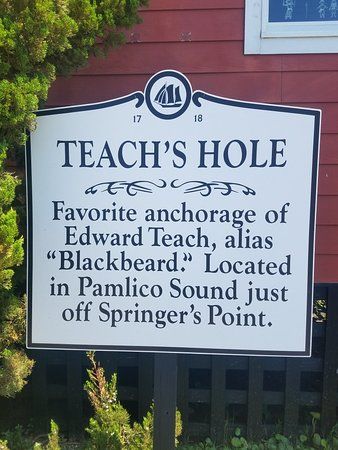 17 18
TEACH'S HOLE
Favorite anchorage of
Edward Teach, alias
"Blackbeard." Located
in Pamlico Sound just
off Springer's Point.